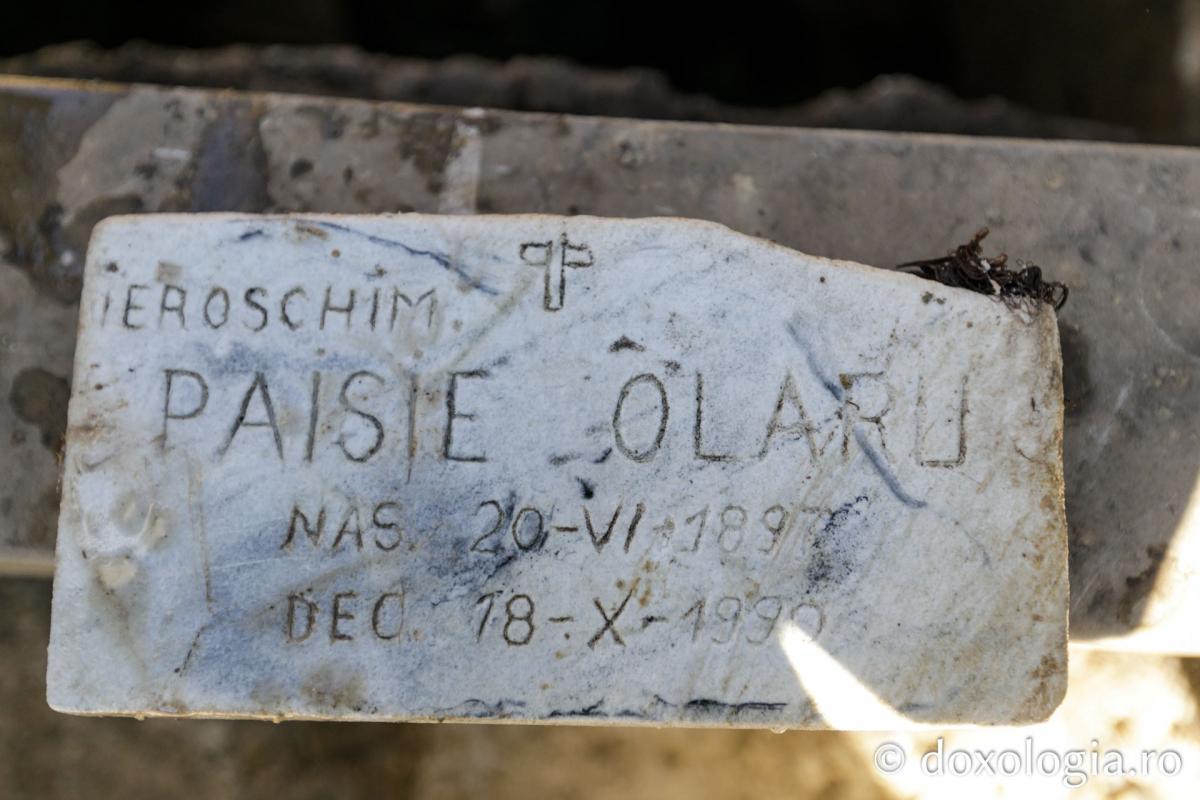 IEROSCHIM.
PAISIE OLARU
NAS. 20-VI-1897
DEC. 18-X-1990
© doxologia.ro